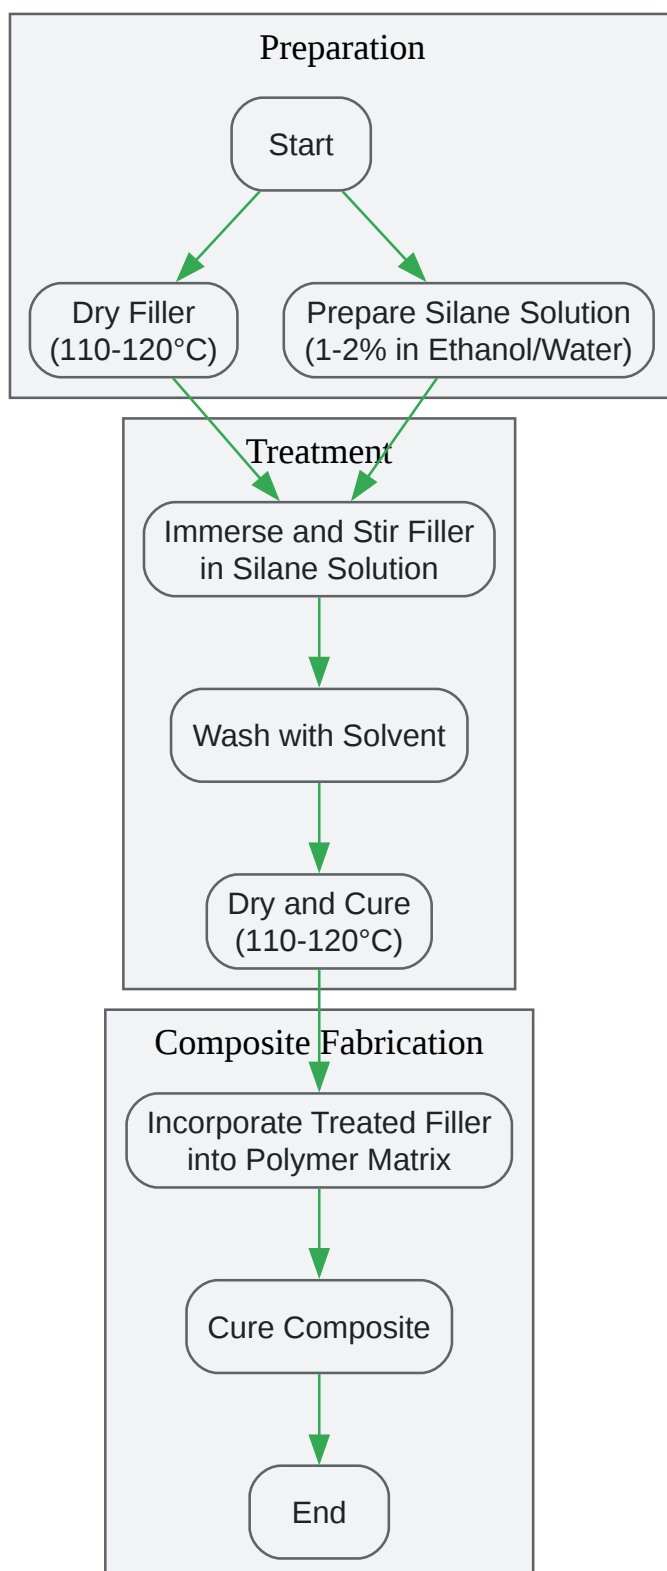 Preparation
Start
Dry Filler
(110-120°C)
Prepare Silane Solution
(1-2% in Ethanol/Water)
Treatment
Immerse and Stir Filler
in Silane Solution
Wash with Solvent
Dry and Cure
(110-120°C)
Composite Fabrication
Incorporate Treated Filler
into Polymer Matrix
Cure Composite
End